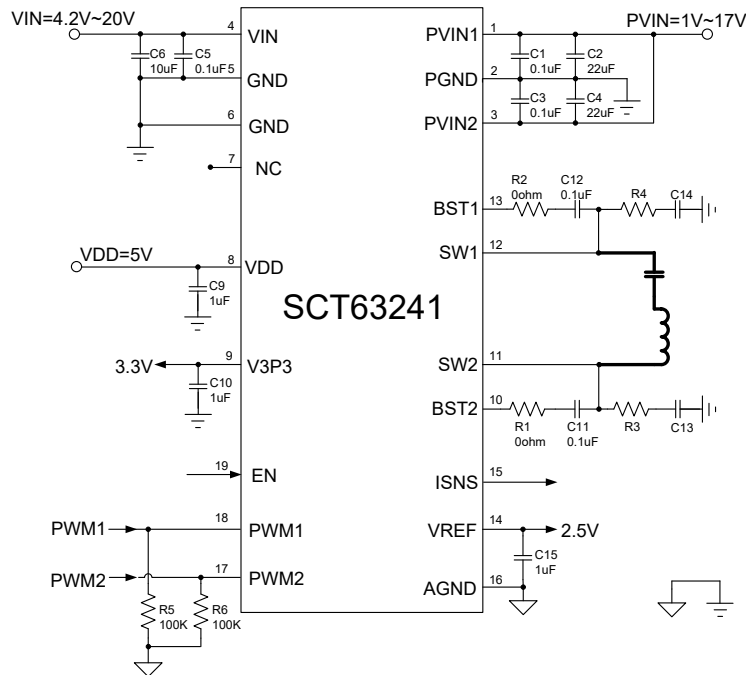 VIN=4.2V~20V
4
VIN
C6
10uF
C5
0.1uF
5
GND
6
GND
7
NC
VDD=5V
8
VDD
C9
1uF
3.3V
9
V3P3
C10
1uF
19
EN
PWM1
18
PWM1
PWM2
17
PWM2
R5
100K
R6
100K
SCT63241
PVIN=1V~17V
PVIN1
1
C1
0.1uF
C2
22uF
PGND
2
C3
0.1uF
C4
22uF
PVIN2
3
R2
0ohm
C12
0.1uF
R4
C14
BST1
13
SW1
12
SW2
11
BST2
10
R1
0ohm
C11
0.1uF
R3
C13
ISNS
15
VREF
14
2.5V
C15
1uF
AGND
16